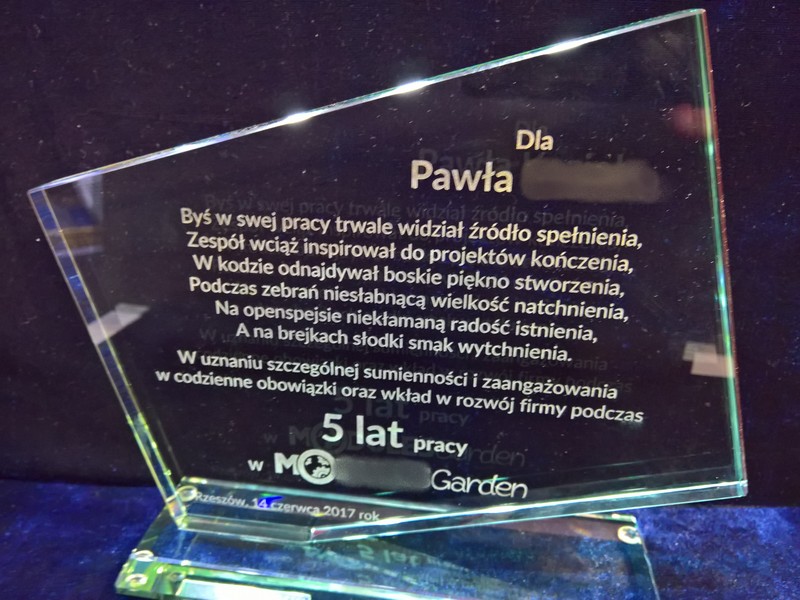 Dla
Pawła
Byś w swej pracy trwale widział źródło spełnienia,
Zespół wciąż inspirował do projektów kończenia,
W kodzie odnajdywał boskie piękno stworzenia,
Podczas zebrań niesłabnącą wielkość natchnienia,
Na openspejsie niekłamaną radość istnienia,
A na brejkach słodki smak wytchnienia.
W uznaniu szczególnej sumienności i zaangażowania
w codzienne obowiązki oraz wkład w rozwój firmy podczas
5 lat pracy
w MO Garden
Rzeszów, 14 czerwca 2017 rok